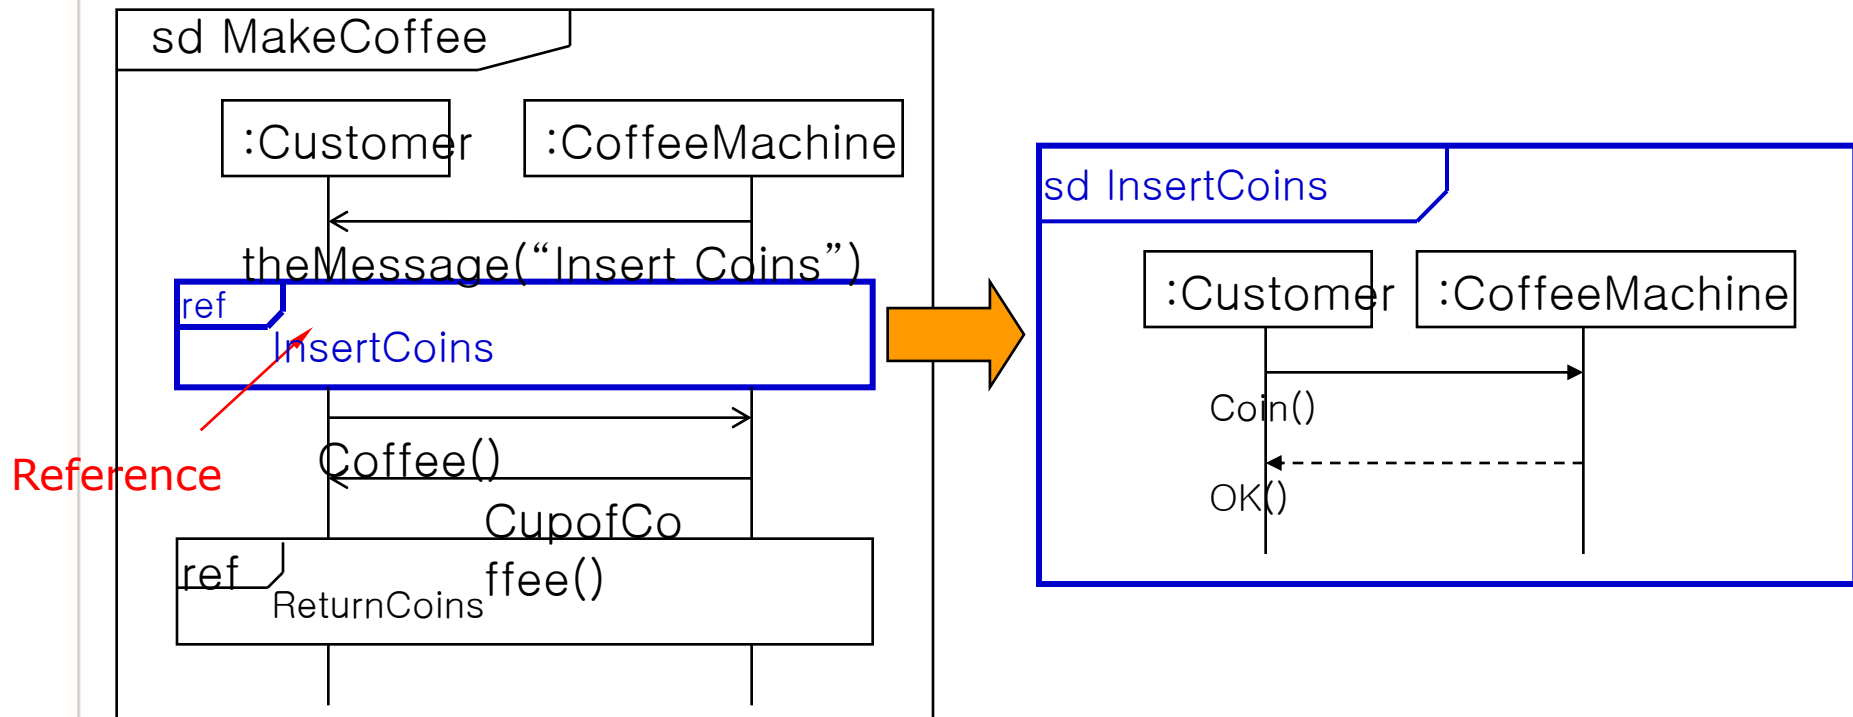 sd MakeCoffee
:Customer
:CoffeeMachine
theMessage(“Insert Coins”)
ref
InsertCoins
Reference
Coffee()
CupofCo
ffee()
ref
ReturnCoins
sd InsertCoins
:Customer
:CoffeeMachine
Coin()
OK()